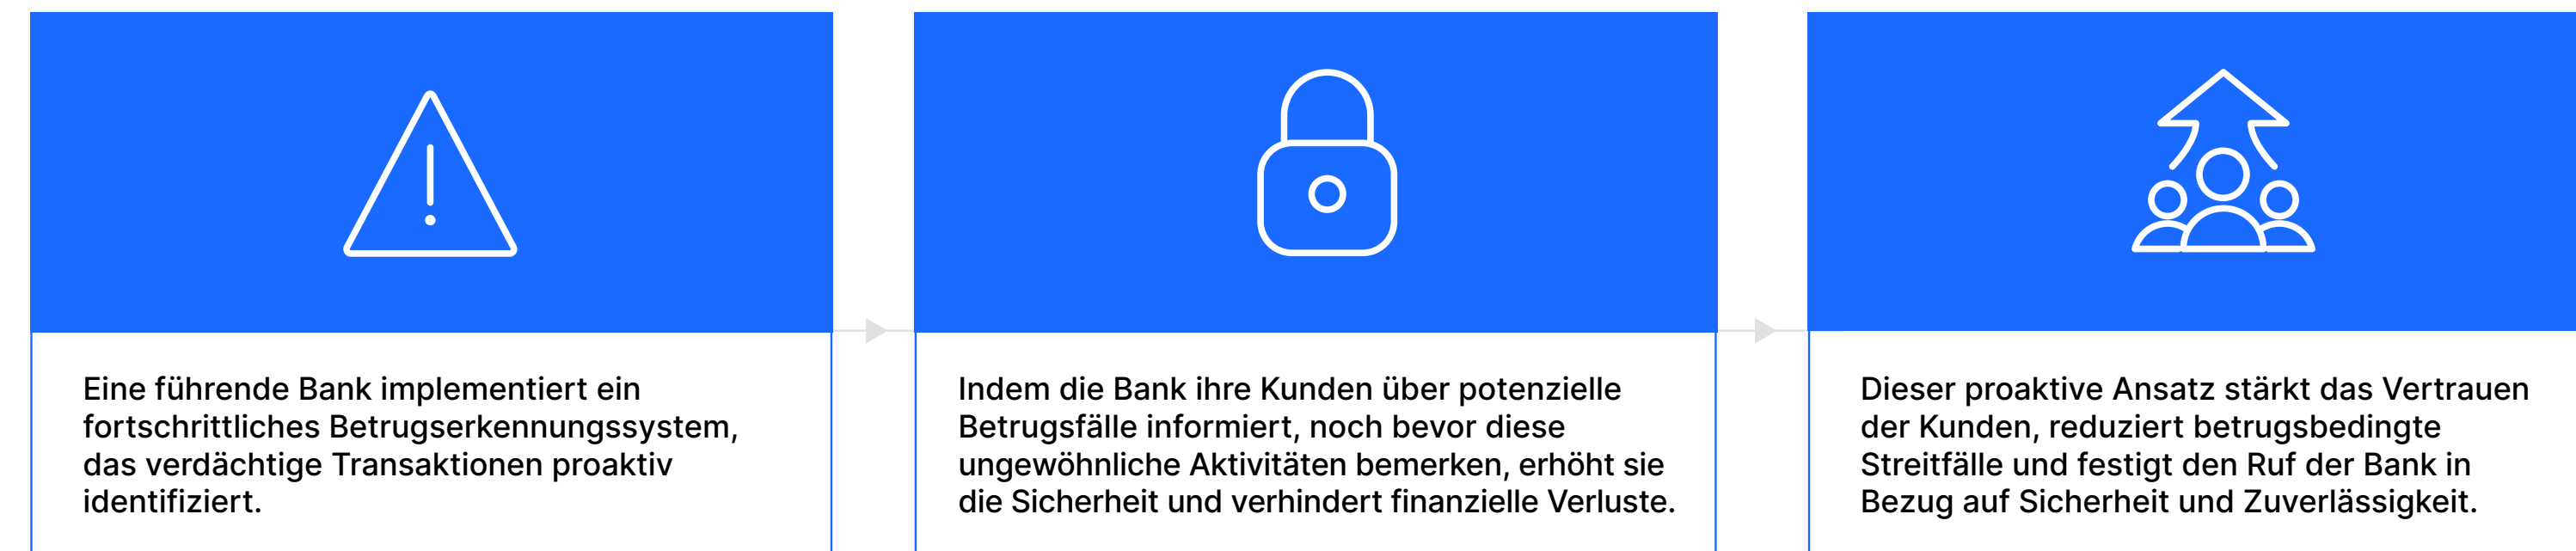 Eine führende Bank implementiert ein
fortschrittliches Betrugserkennungssystem,
das verdächtige Transaktionen proaktiv
identifiziert.
Indem die Bank ihre Kunden über potenzielle
Betrugsfälle informiert, noch bevor diese
ungewöhnliche Aktivitäten bemerken, erhöht sie
die Sicherheit und verhindert finanzielle Verluste.
Dieser proaktive Ansatz stärkt das Vertrauen
der Kunden, reduziert betrugsbedingte
Streitfälle und festigt den Ruf der Bank in
Bezug auf Sicherheit und Zuverlässigkeit.